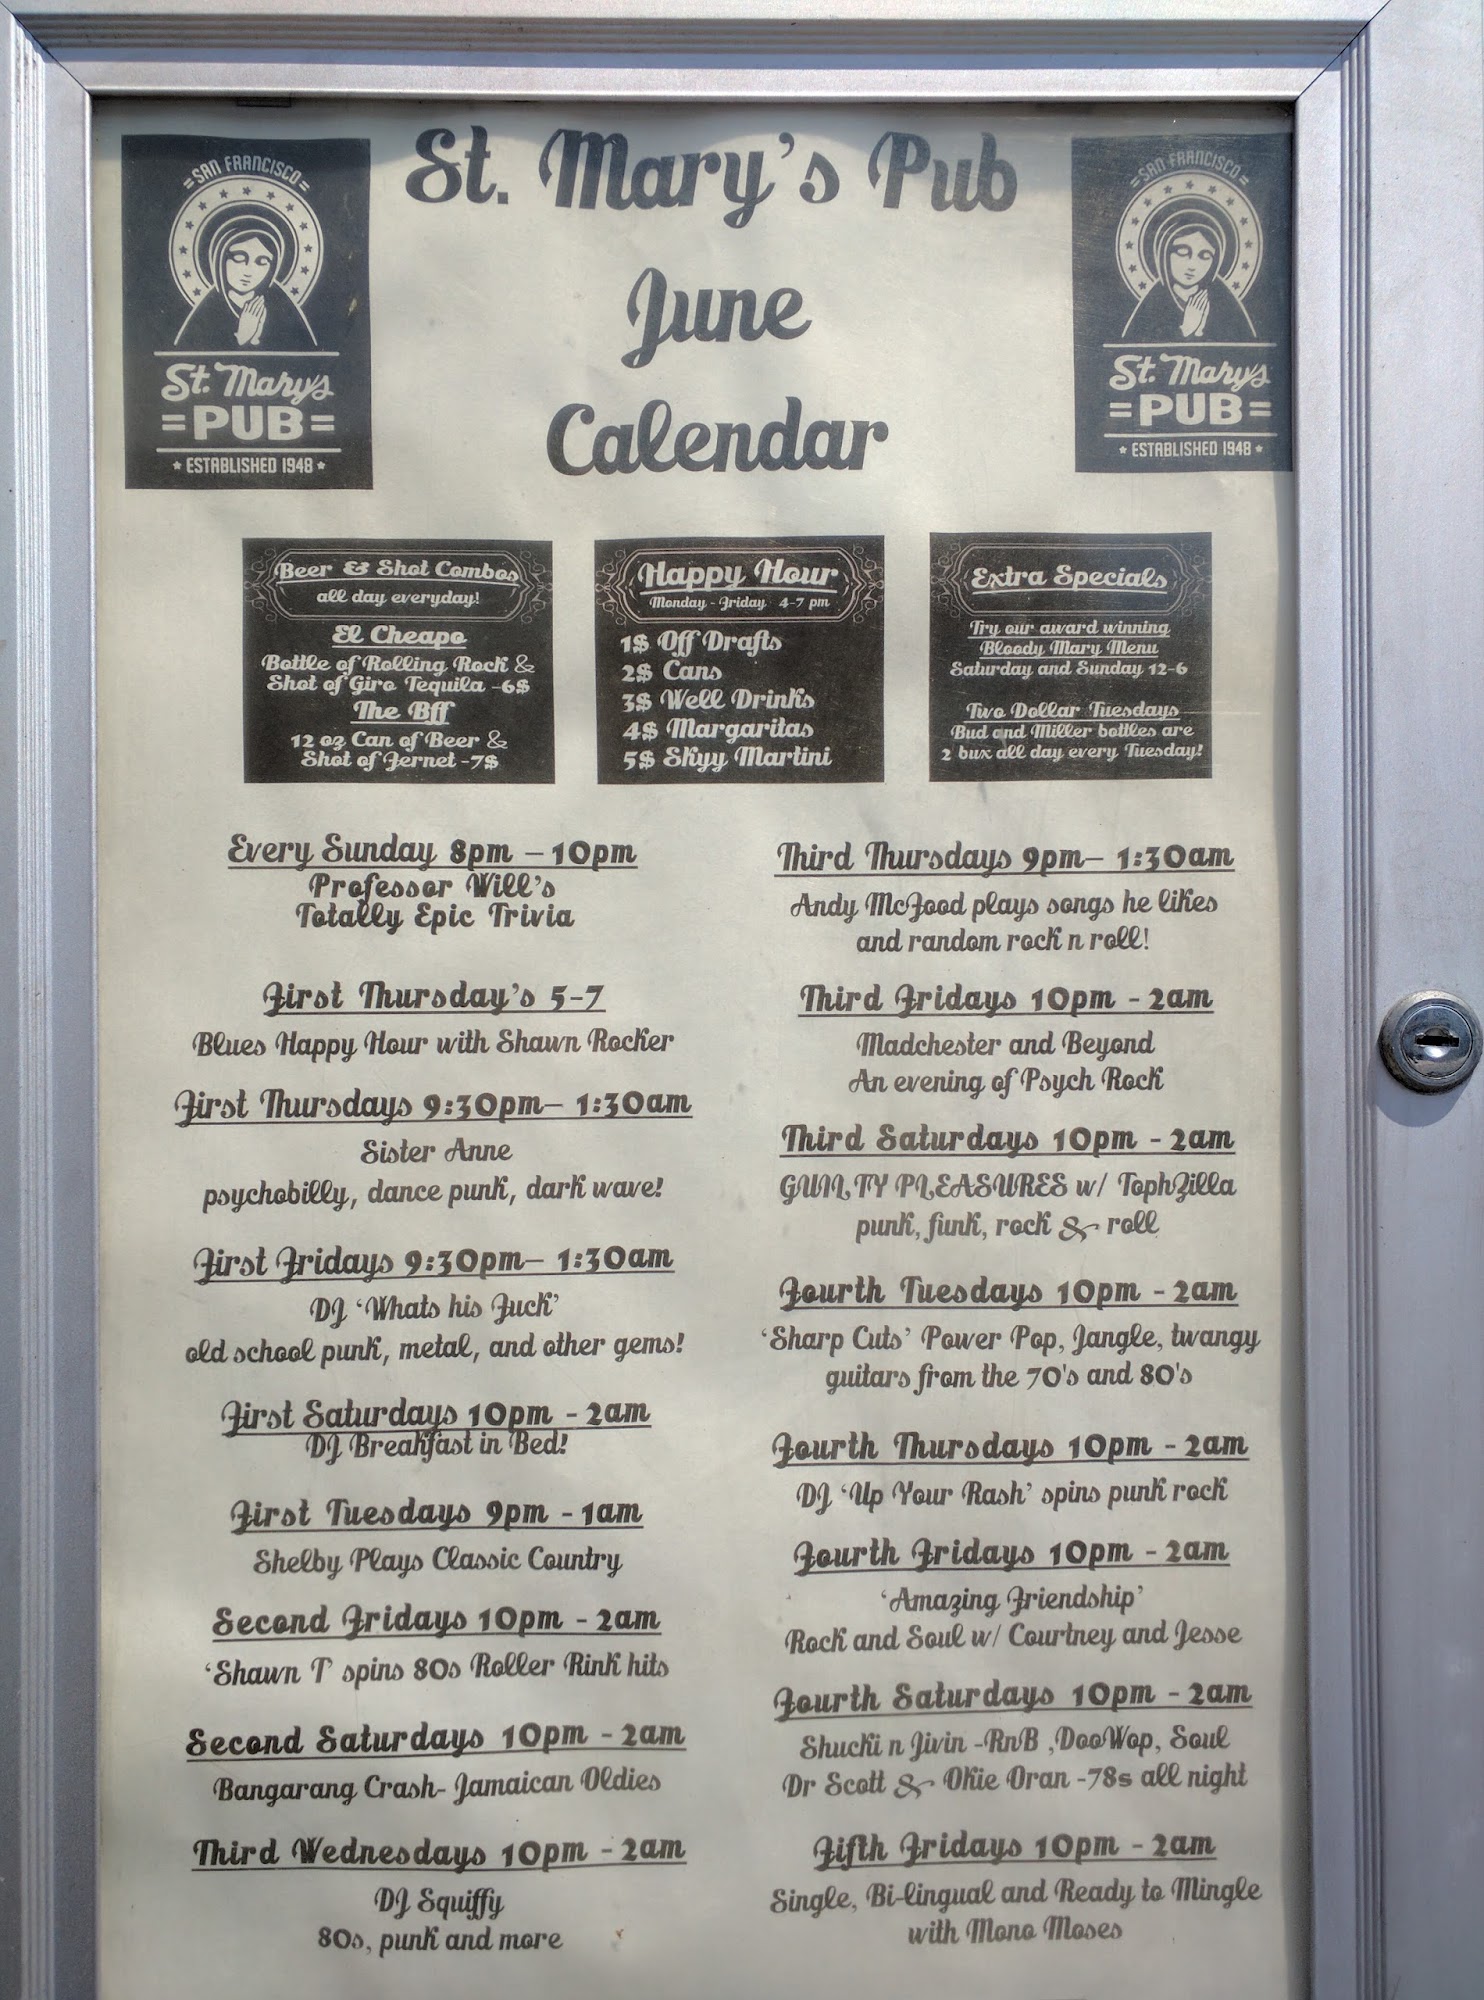 SAN FRANCISCO
St. Marys
PUB
ESTABLISHED 1948
St. Mary's Pub
June
Calendar
SAN FRANCISCO
St. Marys
PUB
ESTABLISHED 1948
Beer & Shot Combos
all day everyday!
El Cheapo
Bottle of Rolling Rock &
Shot of Giro Tequila -6$
The Bff
12 oz Can of Beer &
Shot of Fernet -7$
Happy Hour
Monday - Friday 4-7 pm
1$ Off Drafts
2$ Cans
3$ Well Drinks
4$ Margaritas
5$ Skyy Martini
Extra Specials
Try our award winning
Bloody Mary Menu
Saturday and Sunday 12-6
Two Dollar Tuesdays
Bud and Miller bottles are
2 bux all day every Tuesday!
Every Sunday 8pm – 10pm
Professor Will's
Totally Epic Trivia
First Thursday's 5-7
Blues Happy Hour with Shawn Rocker
First Thursdays 9:30pm– 1:30am
Sister Anne
psychobilly, dance punk, dark wave!
First Fridays 9:30pm– 1:30am
DJ ‘Whats his Fuck’
old school punk, metal, and other gems!
First Saturdays 10pm - 2am
DJ Breakfast in Bed!
First Tuesdays 9pm - 1am
Shelby Plays Classic Country
Second Fridays 10pm - 2am
‘Shawn T’ spins 80s Roller Rink hits
Second Saturdays 10pm - 2am
Bangarang Crash- Jamaican Oldies
Third Wednesdays 10pm - 2am
DJ Squiffy
80s, punk and more
Third Thursdays 9pm– 1:30am
Andy McFood plays songs he likes
and random rock n roll!
Third Fridays 10pm - 2am
Madchester and Beyond
An evening of Psych Rock
Third Saturdays 10pm - 2am
GUILTY PLEASURES w/ TophZilla
punk, funk, rock & roll
Fourth Tuesdays 10pm - 2am
‘Sharp Cuts’ Power Pop, Jangle, twangy
guitars from the 70's and 80's
Fourth Thursdays 10pm - 2am
DJ ‘Up Your Rash’ spins punk rock
Fourth Fridays 10pm - 2am
‘Amazing Friendship’
Rock and Soul w/ Courtney and Jesse
Fourth Saturdays 10pm - 2am
Shucki n Jivin -RnB ,DooWop, Soul
Dr Scott & Okie Oran -78s all night
Fifth Fridays 10pm - 2am
Single, Bi-lingual and Ready to Mingle
with Mono Moses